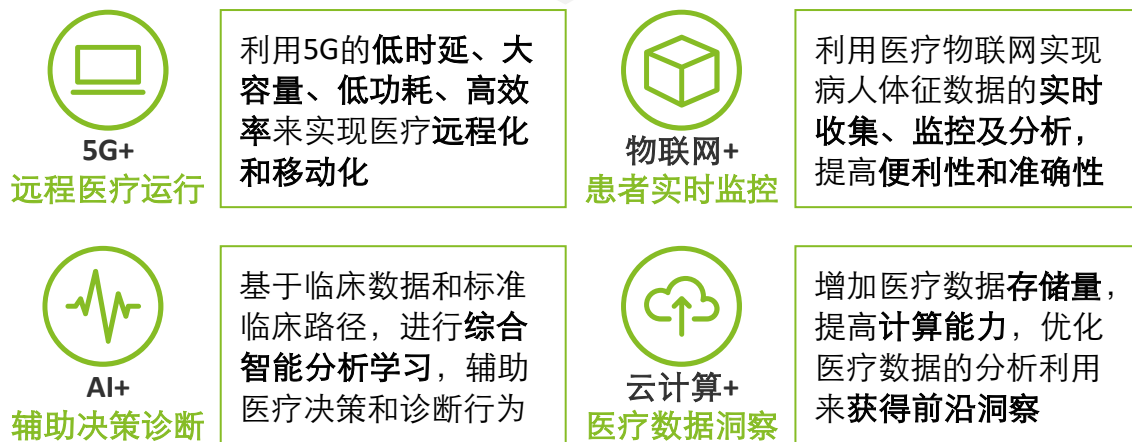 5G+
远程医疗运行
利用5G的低时延、大
容量、低功耗、高效
率来实现医疗远程化
和移动化
物联网+
患者实时监控
利用医疗物联网实现
病人体征数据的实时
收集、监控及分析，
提高便利性和准确性
AI+
辅助决策诊断
基于临床数据和标准
临床路径，进行综合
智能分析学习，辅助
医疗决策和诊断行为
云计算+
医疗数据洞察
增加医疗数据存储量，
提高计算能力，优化
医疗数据的分析利用
来获得前沿洞察